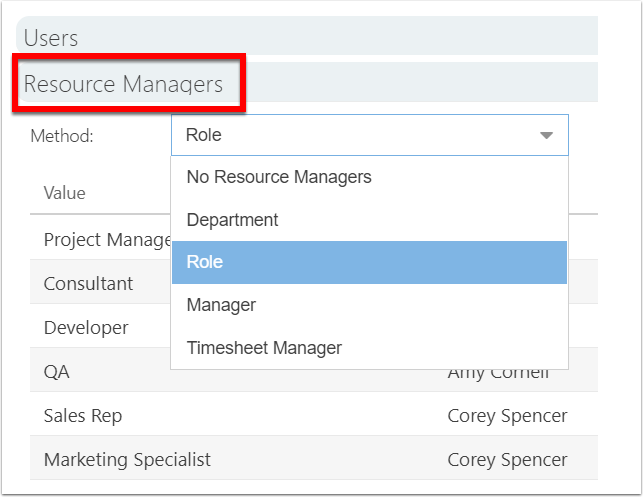 Users
Resource Managers
Method: Role
No Resource Managers
Department
Value
Role
Project Manage
Manager
Consultant
Developer
Timesheet Manager
QA Amy Cornell
Sales Rep Corey Spencer
Marketing Specialist Corey Spencer